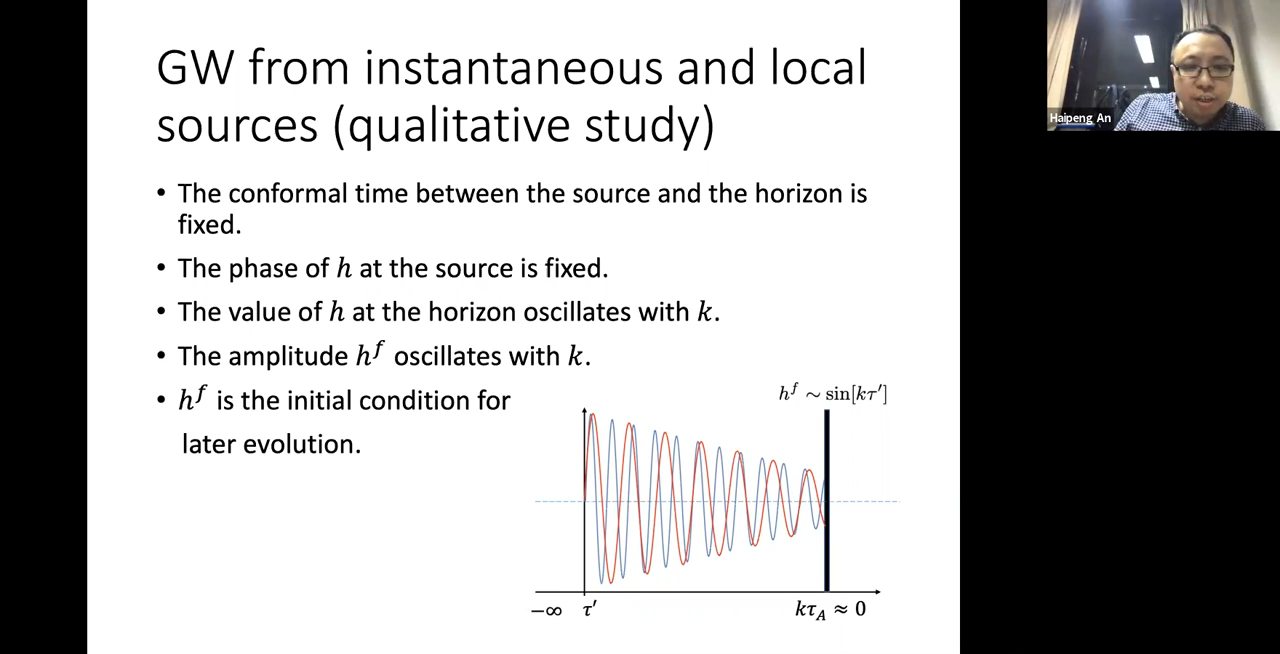 GW from instantaneous and local
sources (qualitative study)
• The conformal time between the source and the horizon is
fixed.
• The phase of h at the source is fixed.
• The value of h at the horizon oscillates with k.
• The amplitude h^f oscillates with k.
• h^f is the initial condition for
later evolution.
h^f ∼ sin[kτ′]
−∞ τ′ kτ_A ≈ 0
Haipeng An